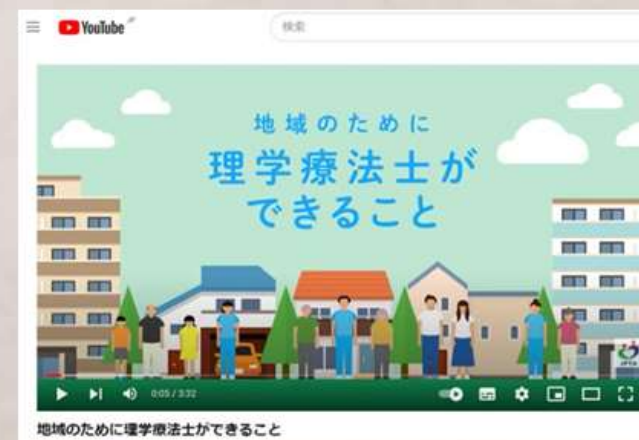 YouTube JP
検索
地域のために
理学療法士が
できること
0:05 / 3:32
地域のために理学療法士ができること